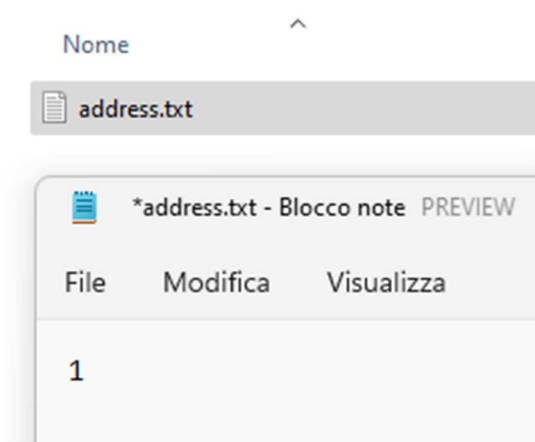 Nome
address.txt
*address.txt - Blocco note PREVIEW
File Modifica Visualizza
1